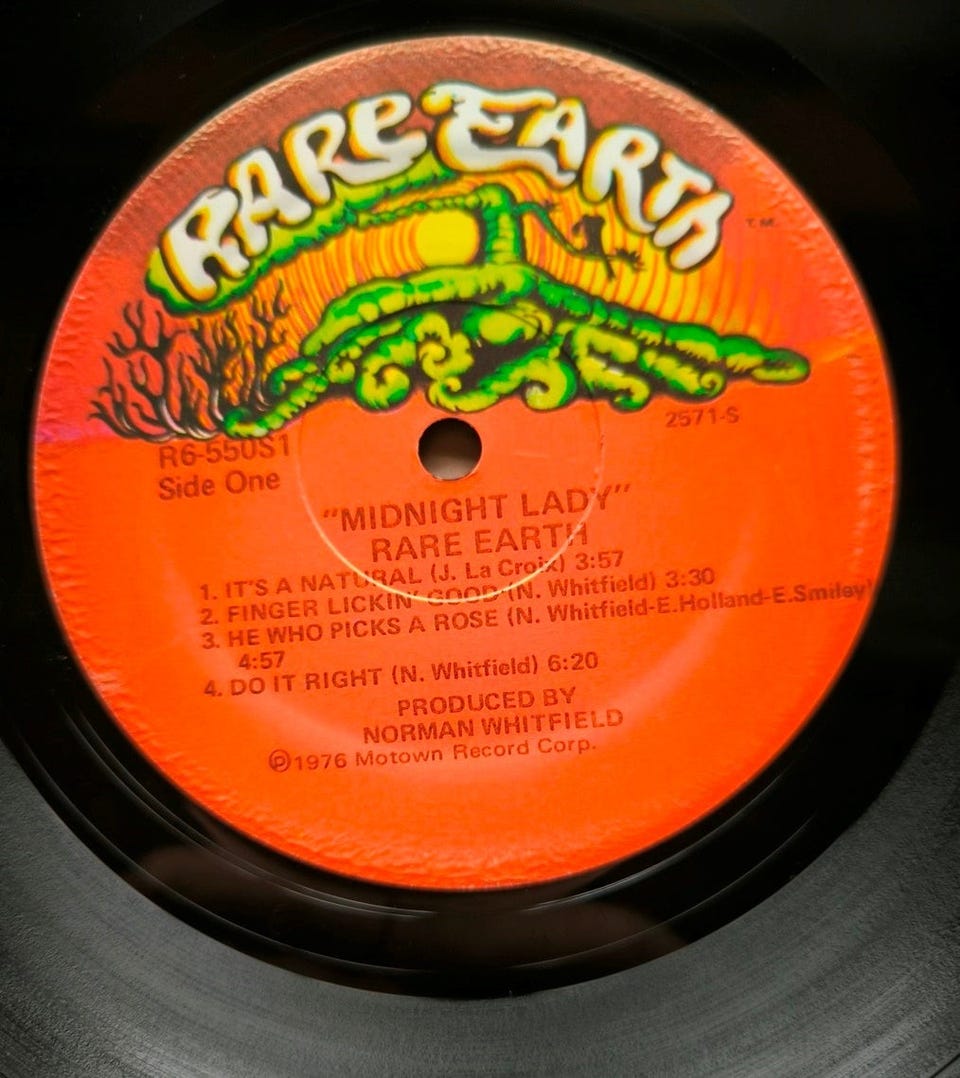 RARE EARTH
T.M.
2571-S
R6-550S1
Side One
"MIDNIGHT LADY"
RARE EARTH
1. IT'S A NATURAL (J. La Croix) 3:57
2. FINGER LICKIN' GOOD (N. Whitfield) 3:30
3. HE WHO PICKS A ROSE (N. Whitfield-E.Holland-E.Smiley)
4:57
4. DO IT RIGHT (N. Whitfield) 6:20
PRODUCED BY
NORMAN WHITFIELD
Ⓟ1976 Motown Record Corp.